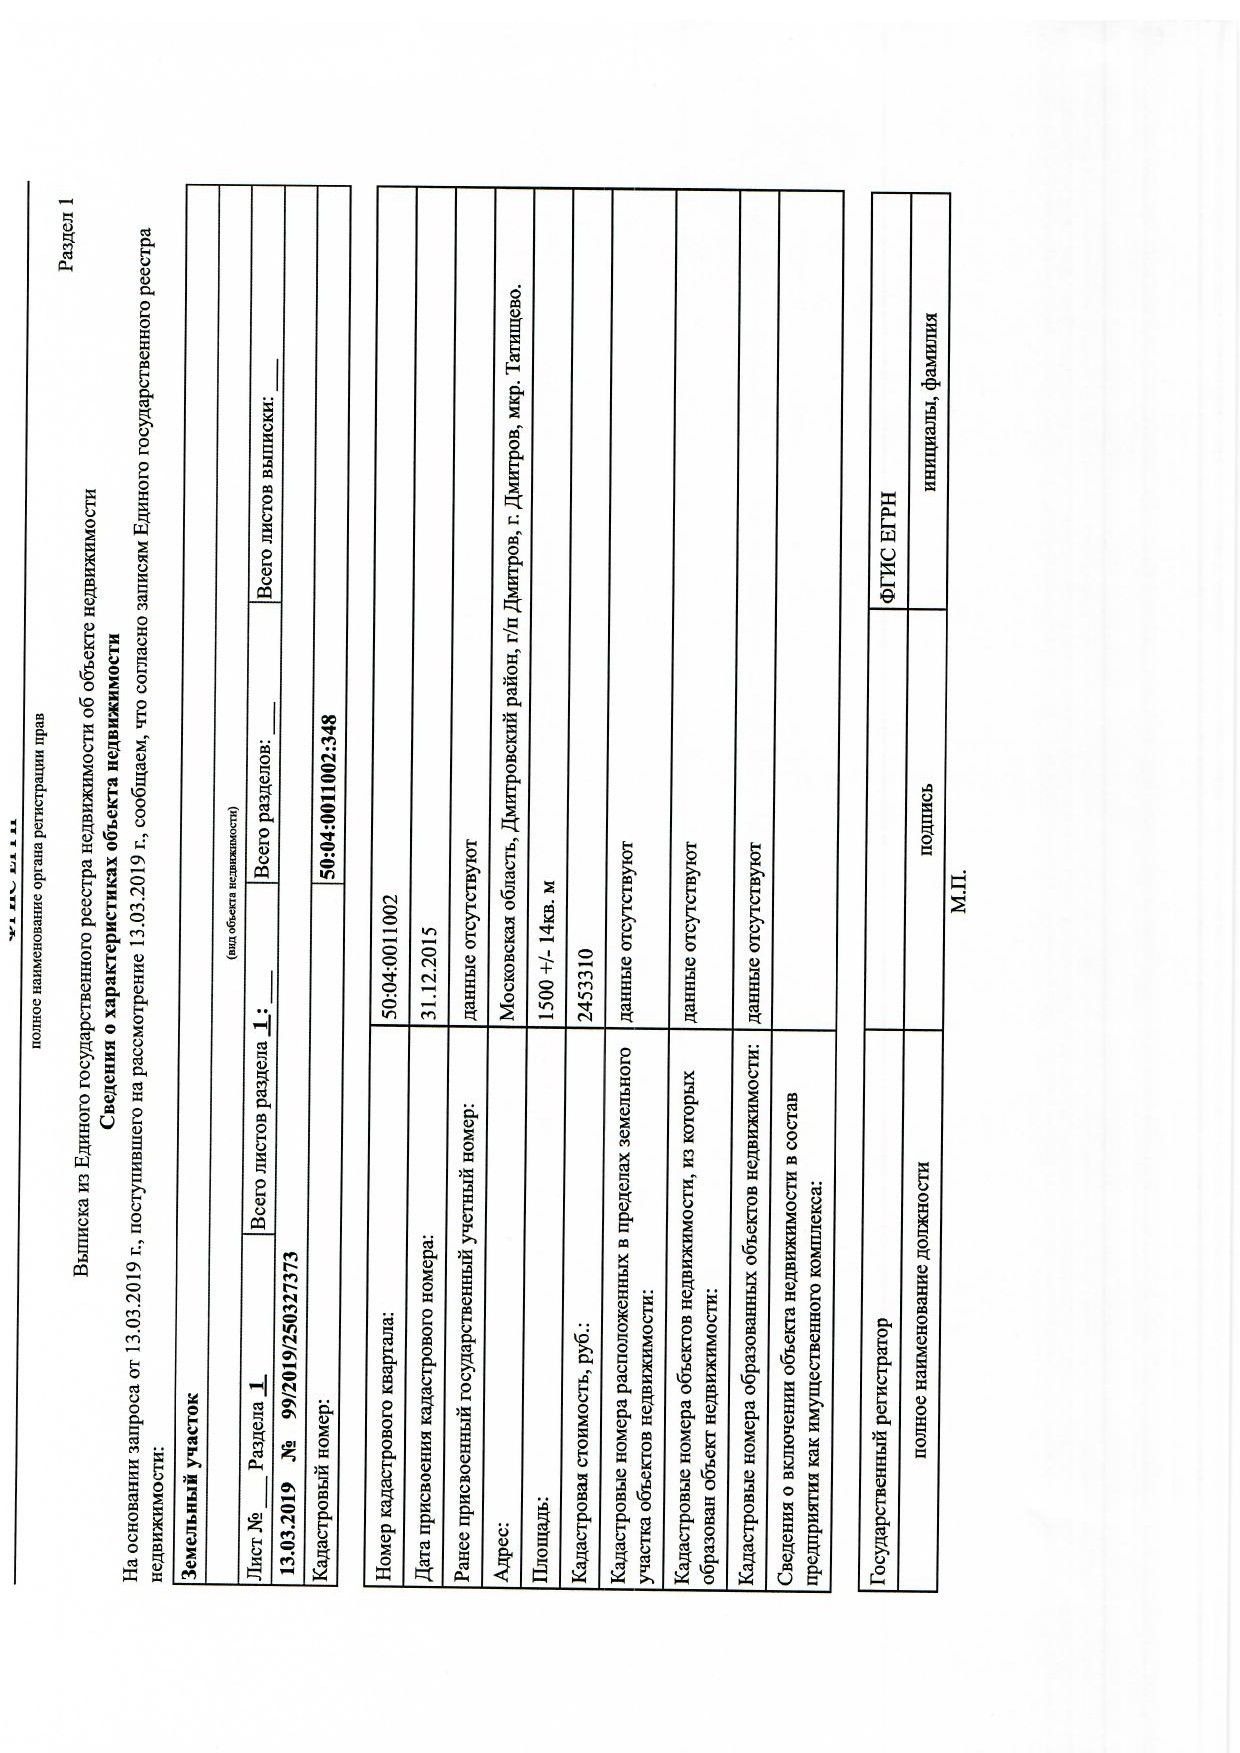 полное наименование органа регистрации прав
Раздел 1
Выписка из Единого государственного реестра недвижимости об объекте недвижимости
Сведения о характеристиках объекта недвижимости
На основании запроса от 13.03.2019 г., поступившего на рассмотрение 13.03.2019 г., сообщаем, что согласно записям Единого государственного реестра
недвижимости:
Земельный участок
(вид объекта недвижимости)
Лист № ___ Раздела 1 Всего листов раздела 1 : ___ Всего разделов: ___ Всего листов выписки: ___
13.03.2019 № 99/2019/250327373
Кадастровый номер: 50:04:0011002:348
Номер кадастрового квартала: 50:04:0011002
Дата присвоения кадастрового номера: 31.12.2015
Ранее присвоенный государственный учетный номер: данные отсутствуют
Адрес: Московская область, Дмитровский район, г/п Дмитров, г. Дмитров, мкр. Татищево.
Площадь: 1500 +/- 14кв. м
Кадастровая стоимость, руб.: 2453310
Кадастровые номера расположенных в пределах земельного
участка объектов недвижимости: данные отсутствуют
Кадастровые номера объектов недвижимости, из которых
образован объект недвижимости: данные отсутствуют
Кадастровые номера образованных объектов недвижимости: данные отсутствуют
Сведения о включении объекта недвижимости в состав
предприятия как имущественного комплекса:
Государственный регистратор ФГИС ЕГРН
полное наименование должности подпись инициалы, фамилия
М.П.